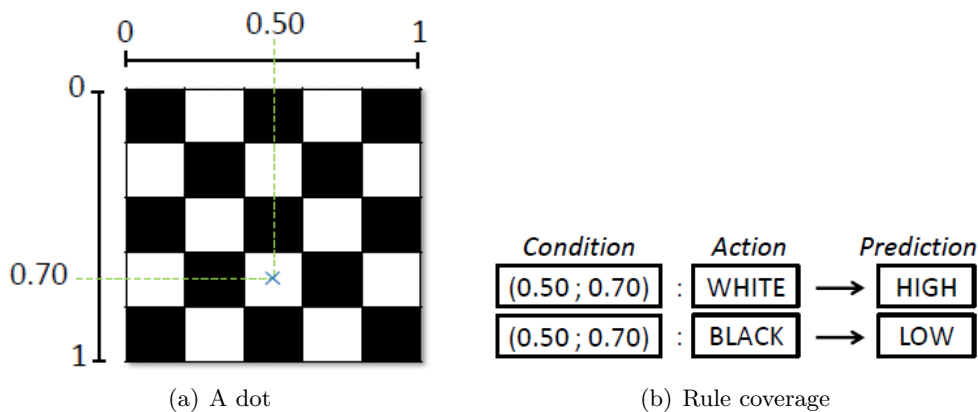 0 0.50 1
0
0.70
1
Condition Action Prediction
(0.50 ; 0.70) : WHITE → HIGH
(0.50 ; 0.70) : BLACK → LOW
(a) A dot
(b) Rule coverage